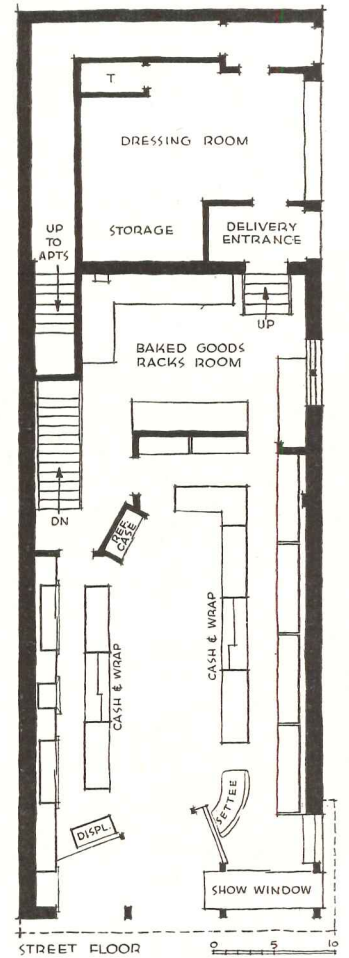 T
DRESSING ROOM
UP
TO
APTS
STORAGE
DELIVERY
ENTRANCE
UP
BAKED GOODS
RACKS ROOM
DN
REF.
CASE
CASH & WRAP
CASH & WRAP
SETTEE
DISPL.
SHOW WINDOW
STREET FLOOR
0 5 10